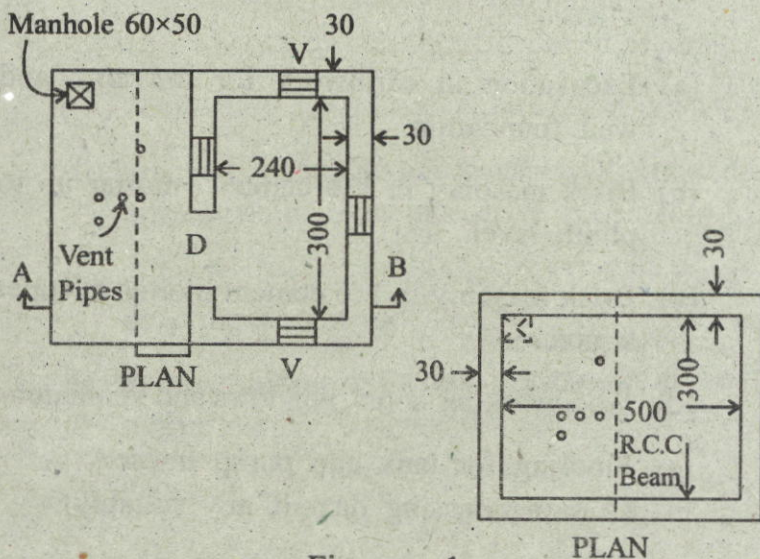 Manhole 60×50
V
30
30
240
300
D
Vent
Pipes
A
B
PLAN
V
30
30
300
500
R.C.C
Beam
PLAN